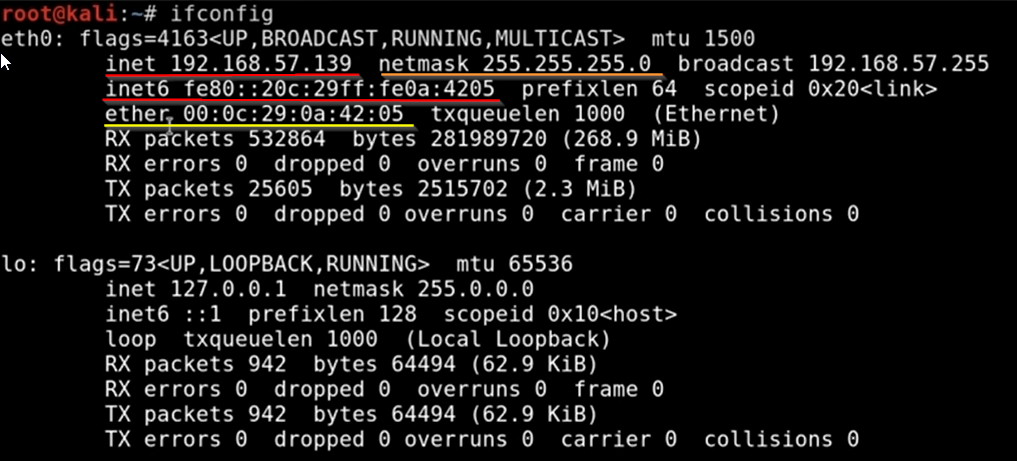 root@kali:~# ifconfig
eth0: flags=4163<UP,BROADCAST,RUNNING,MULTICAST>  mtu 1500
        inet 192.168.57.139  netmask 255.255.255.0  broadcast 192.168.57.255
        inet6 fe80::20c:29ff:fe0a:4205  prefixlen 64  scopeid 0x20<link>
        ether 00:0c:29:0a:42:05  txqueuelen 1000  (Ethernet)
        RX packets 532864  bytes 281989720 (268.9 MiB)
        RX errors 0  dropped 0  overruns 0  frame 0
        TX packets 25605  bytes 2515702 (2.3 MiB)
        TX errors 0  dropped 0 overruns 0  carrier 0  collisions 0

lo: flags=73<UP,LOOPBACK,RUNNING>  mtu 65536
        inet 127.0.0.1  netmask 255.0.0.0
        inet6 ::1  prefixlen 128  scopeid 0x10<host>
        loop  txqueuelen 1000  (Local Loopback)
        RX packets 942  bytes 64494 (62.9 KiB)
        RX errors 0  dropped 0  overruns 0  frame 0
        TX packets 942  bytes 64494 (62.9 KiB)
        TX errors 0  dropped 0 overruns 0  carrier 0  collisions 0